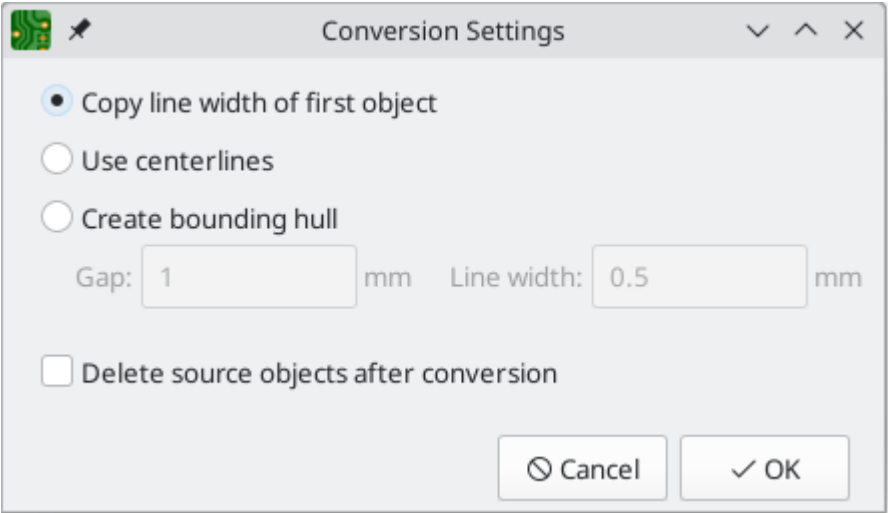 Conversion Settings
Copy line width of first object
Use centerlines
Create bounding hull
Gap: 1 mm Line width: 0.5 mm
Delete source objects after conversion
Cancel OK